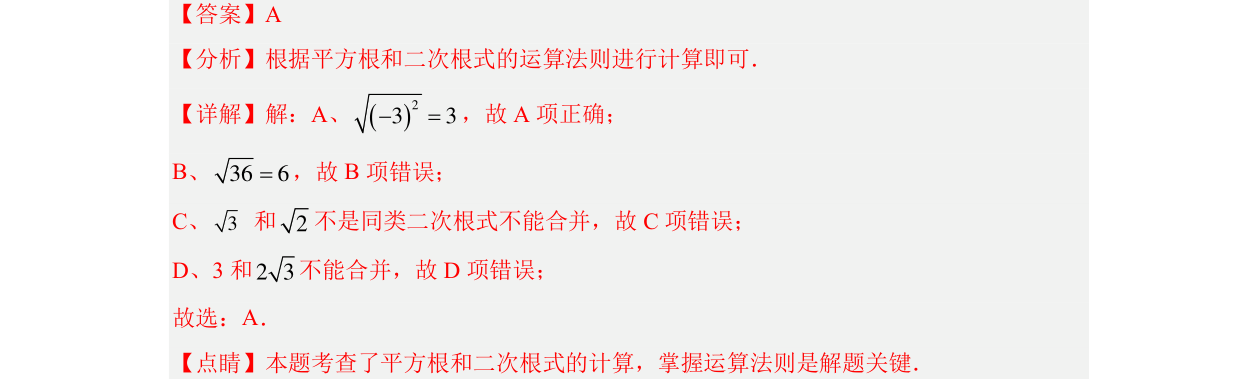 【答案】A
【分析】根据平方根和二次根式的运算法则进行计算即可．
【详解】解：A、$\sqrt{(-3)^2}=3$，故 A 项正确；
B、$\sqrt{36}=6$，故 B 项错误；
C、$\sqrt{3}$ 和 $\sqrt{2}$ 不是同类二次根式不能合并，故 C 项错误；
D、3 和 $2\sqrt{3}$ 不能合并，故 D 项错误；
故选：A．
【点睛】本题考查了平方根和二次根式的计算，掌握运算法则是解题关键．